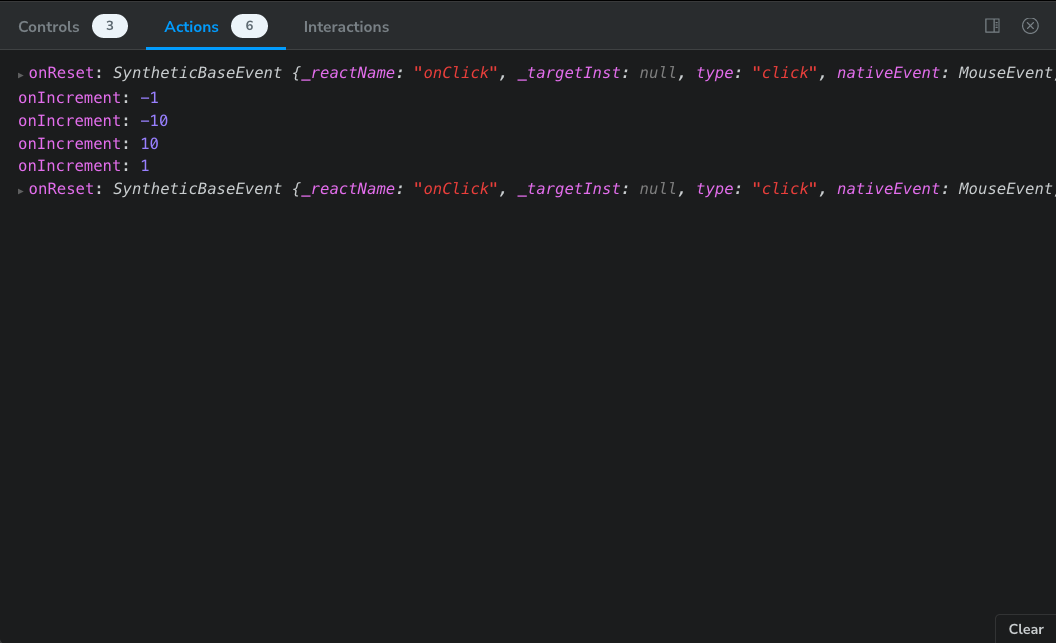 Controls 3 Actions 6 Interactions
▸ onReset: SyntheticBaseEvent {_reactName: "onClick", _targetInst: null, type: "click", nativeEvent: MouseEvent,
onIncrement: -1
onIncrement: -10
onIncrement: 10
onIncrement: 1
▸ onReset: SyntheticBaseEvent {_reactName: "onClick", _targetInst: null, type: "click", nativeEvent: MouseEvent,
Clear